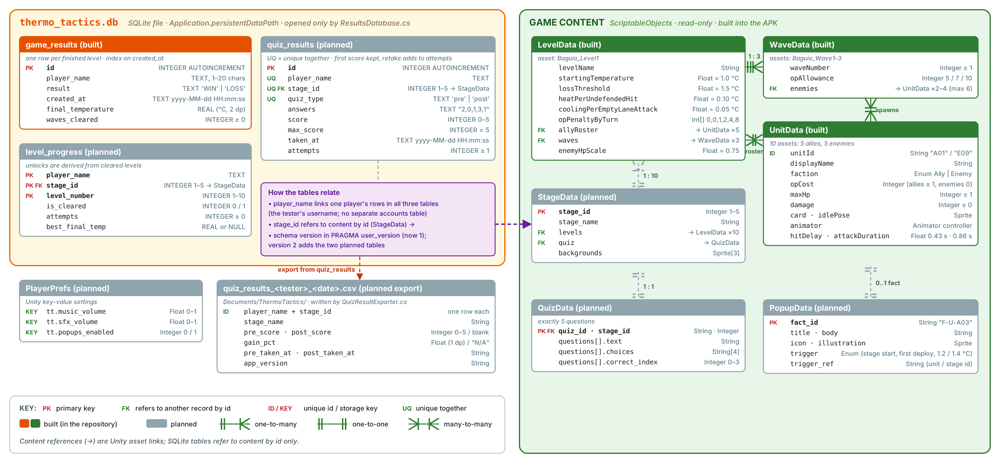 thermo_tactics.db SQLite file · Application.persistentDataPath · opened only by ResultsDatabase.cs
game_results (built)
one row per finished level · index on created_at
PK id INTEGER AUTOINCREMENT
player_name TEXT, 1–20 chars
result TEXT 'WIN' | 'LOSS'
created_at TEXT yyyy-MM-dd HH:mm:ss
final_temperature REAL (°C, 2 dp)
waves_cleared INTEGER ≥ 0
quiz_results (planned)
UQ = unique together · first score kept, retake adds to attempts
PK id INTEGER AUTOINCREMENT
UQ player_name TEXT
UQ FK stage_id INTEGER 1–5 → StageData
UQ quiz_type TEXT 'pre' | 'post'
answers TEXT "2,0,1,3,1"
score INTEGER 0–5
max_score INTEGER = 5
taken_at TEXT yyyy-MM-dd HH:mm:ss
attempts INTEGER ≥ 1
level_progress (planned)
unlocks are derived from cleared levels
PK player_name TEXT
PK FK stage_id INTEGER 1–5 → StageData
PK level_number INTEGER 1–10
is_cleared INTEGER 0 / 1
attempts INTEGER ≥ 0
best_final_temp REAL or NULL
How the tables relate
• player_name links one player's rows in all three tables
(the tester's username; no separate accounts table)
• stage_id refers to content by id (StageData) →
• schema version in PRAGMA user_version (now 1);
version 2 adds the two planned tables
export from quiz_results
PlayerPrefs (planned)
Unity key-value settings
KEY tt.music_volume Float 0–1
KEY tt.sfx_volume Float 0–1
KEY tt.popups_enabled Integer 0 / 1
quiz_results_<tester>_<date>.csv (planned export)
Documents/ThermoTactics/ · written by QuizResultExporter.cs
ID player_name + stage_id one row each
stage_name String
pre_score · post_score Integer 0–5 / blank
gain_pct Float (1 dp) / "N/A"
pre_taken_at · post_taken_at String
app_version String
KEY: PK primary key FK refers to another record by id ID / KEY unique id / storage key UQ unique together
built (in the repository) planned one-to-many one-to-one many-to-many
Content references (→) are Unity asset links; SQLite tables refer to content by id only.
GAME CONTENT ScriptableObjects · read-only · built into the APK
LevelData (built)
asset: Baguio_Level1
levelName String
startingTemperature Float = 1.0 °C
lossThreshold Float = 1.5 °C
heatPerUndefendedHit Float = 0.10 °C
coolingPerEmptyLaneAttack Float = 0.05 °C
opPenaltyByTurn Int[] 0,0,1,2,4,8
FK allyRoster → UnitData ×5
FK waves → WaveData ×3
enemyHpScale Float = 0.75
1 : 3
roster
WaveData (built)
assets: Baguio_Wave1–3
waveNumber Integer ≥ 1
opAllowance Integer 5 / 7 / 10
FK enemies → UnitData ×2–4 (max 6)
spawns
UnitData (built)
10 assets: 5 allies, 5 enemies
ID unitId String "A01" / "E09"
displayName String
faction Enum Ally | Enemy
opCost Integer (allies ≥ 1, enemies 0)
maxHp Integer ≥ 1
damage Integer ≥ 0
card · idlePose Sprite
animator Animator controller
hitDelay · attackDuration Float 0.43 s · 0.86 s
1 : 10
StageData (planned)
PK stage_id Integer 1–5
stage_name String
FK levels → LevelData ×10
FK quiz → QuizData
backgrounds Sprite[3]
1 : 1
0..1 fact
QuizData (planned)
exactly 5 questions
PK FK quiz_id · stage_id String · Integer
questions[].text String
questions[].choices String[4]
questions[].correct_index Integer 0–3
PopupData (planned)
PK fact_id String "F-U-A03"
title · body String
icon · illustration Sprite
trigger Enum (stage start, first deploy, 1.2 / 1.4 °C)
trigger_ref String (unit / stage id)